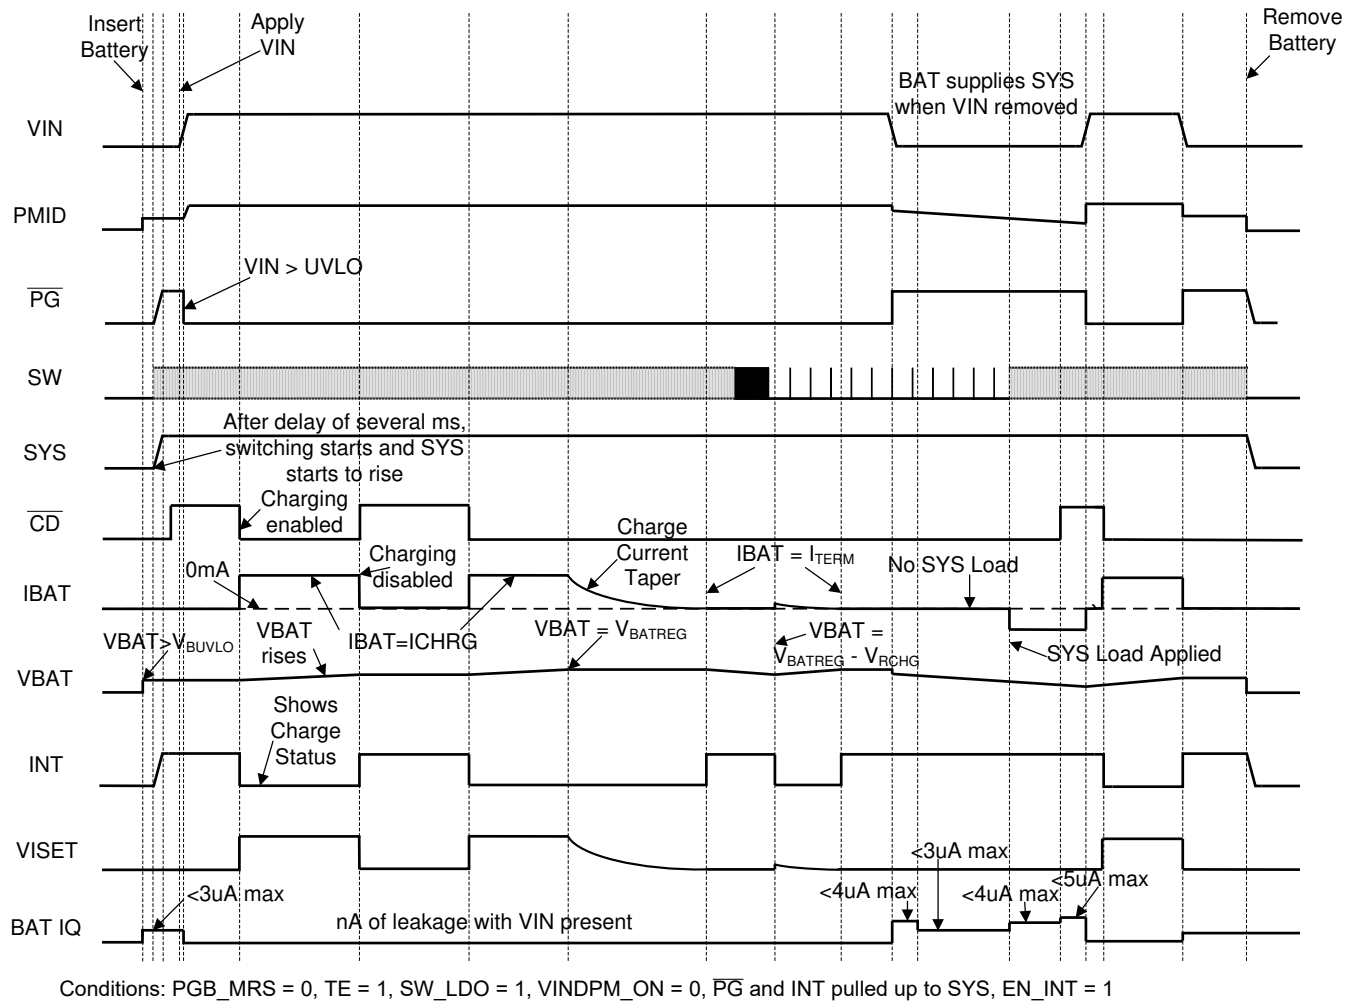 Insert
Battery
Apply
VIN
Remove
Battery
BAT supplies SYS
when VIN removed
VIN
PMID
VIN > UVLO
PG
SW
After delay of several ms,
switching starts and SYS
starts to rise
SYS
Charging
enabled
CD
Charge
Current
Taper
Charging
disabled
IBAT = ITERM
No SYS Load
0mA
IBAT
VBAT>VBUVLO
VBAT
rises
IBAT=ICHRG
VBAT = VBATREG
VBAT =
VBATREG - VRCHG
SYS Load Applied
VBAT
Shows
Charge
Status
INT
VISET
<3uA max
<4uA max
<3uA max
<4uA max
<5uA max
BAT IQ
nA of leakage with VIN present
Conditions: PGB_MRS = 0, TE = 1, SW_LDO = 1, VINDPM_ON = 0, PG and INT pulled up to SYS, EN_INT = 1